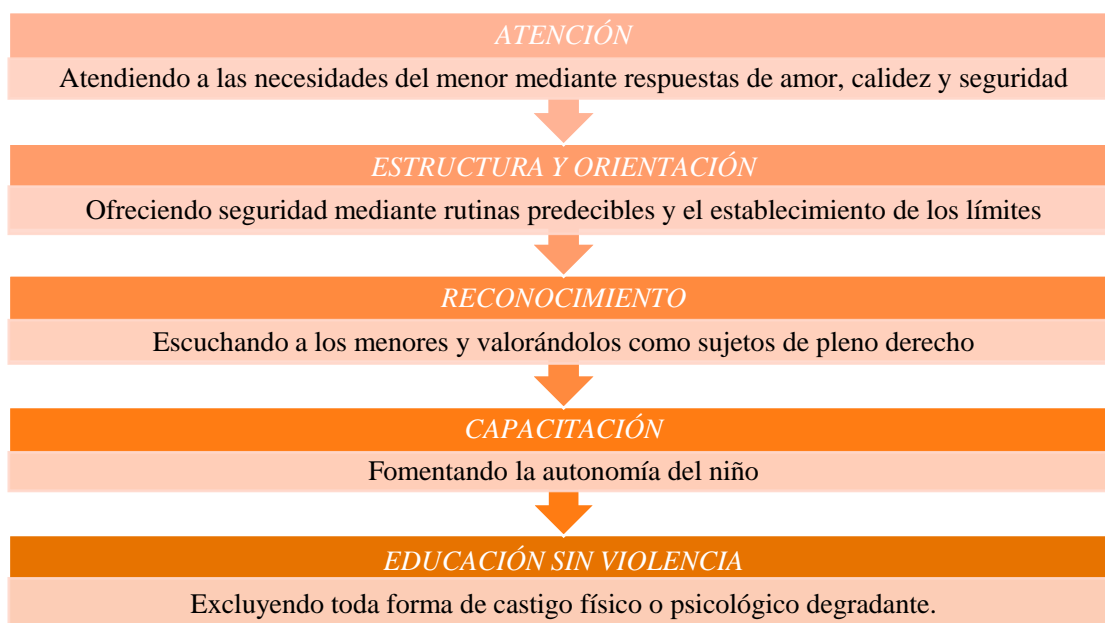 ATENCIÓN
Atendiendo a las necesidades del menor mediante respuestas de amor, calidez y seguridad
ESTRUCTURA Y ORIENTACIÓN
Ofreciendo seguridad mediante rutinas predecibles y el establecimiento de los límites
RECONOCIMIENTO
Escuchando a los menores y valorándolos como sujetos de pleno derecho
CAPACITACIÓN
Fomentando la autonomía del niño
EDUCACIÓN SIN VIOLENCIA
Excluyendo toda forma de castigo físico o psicológico degradante.